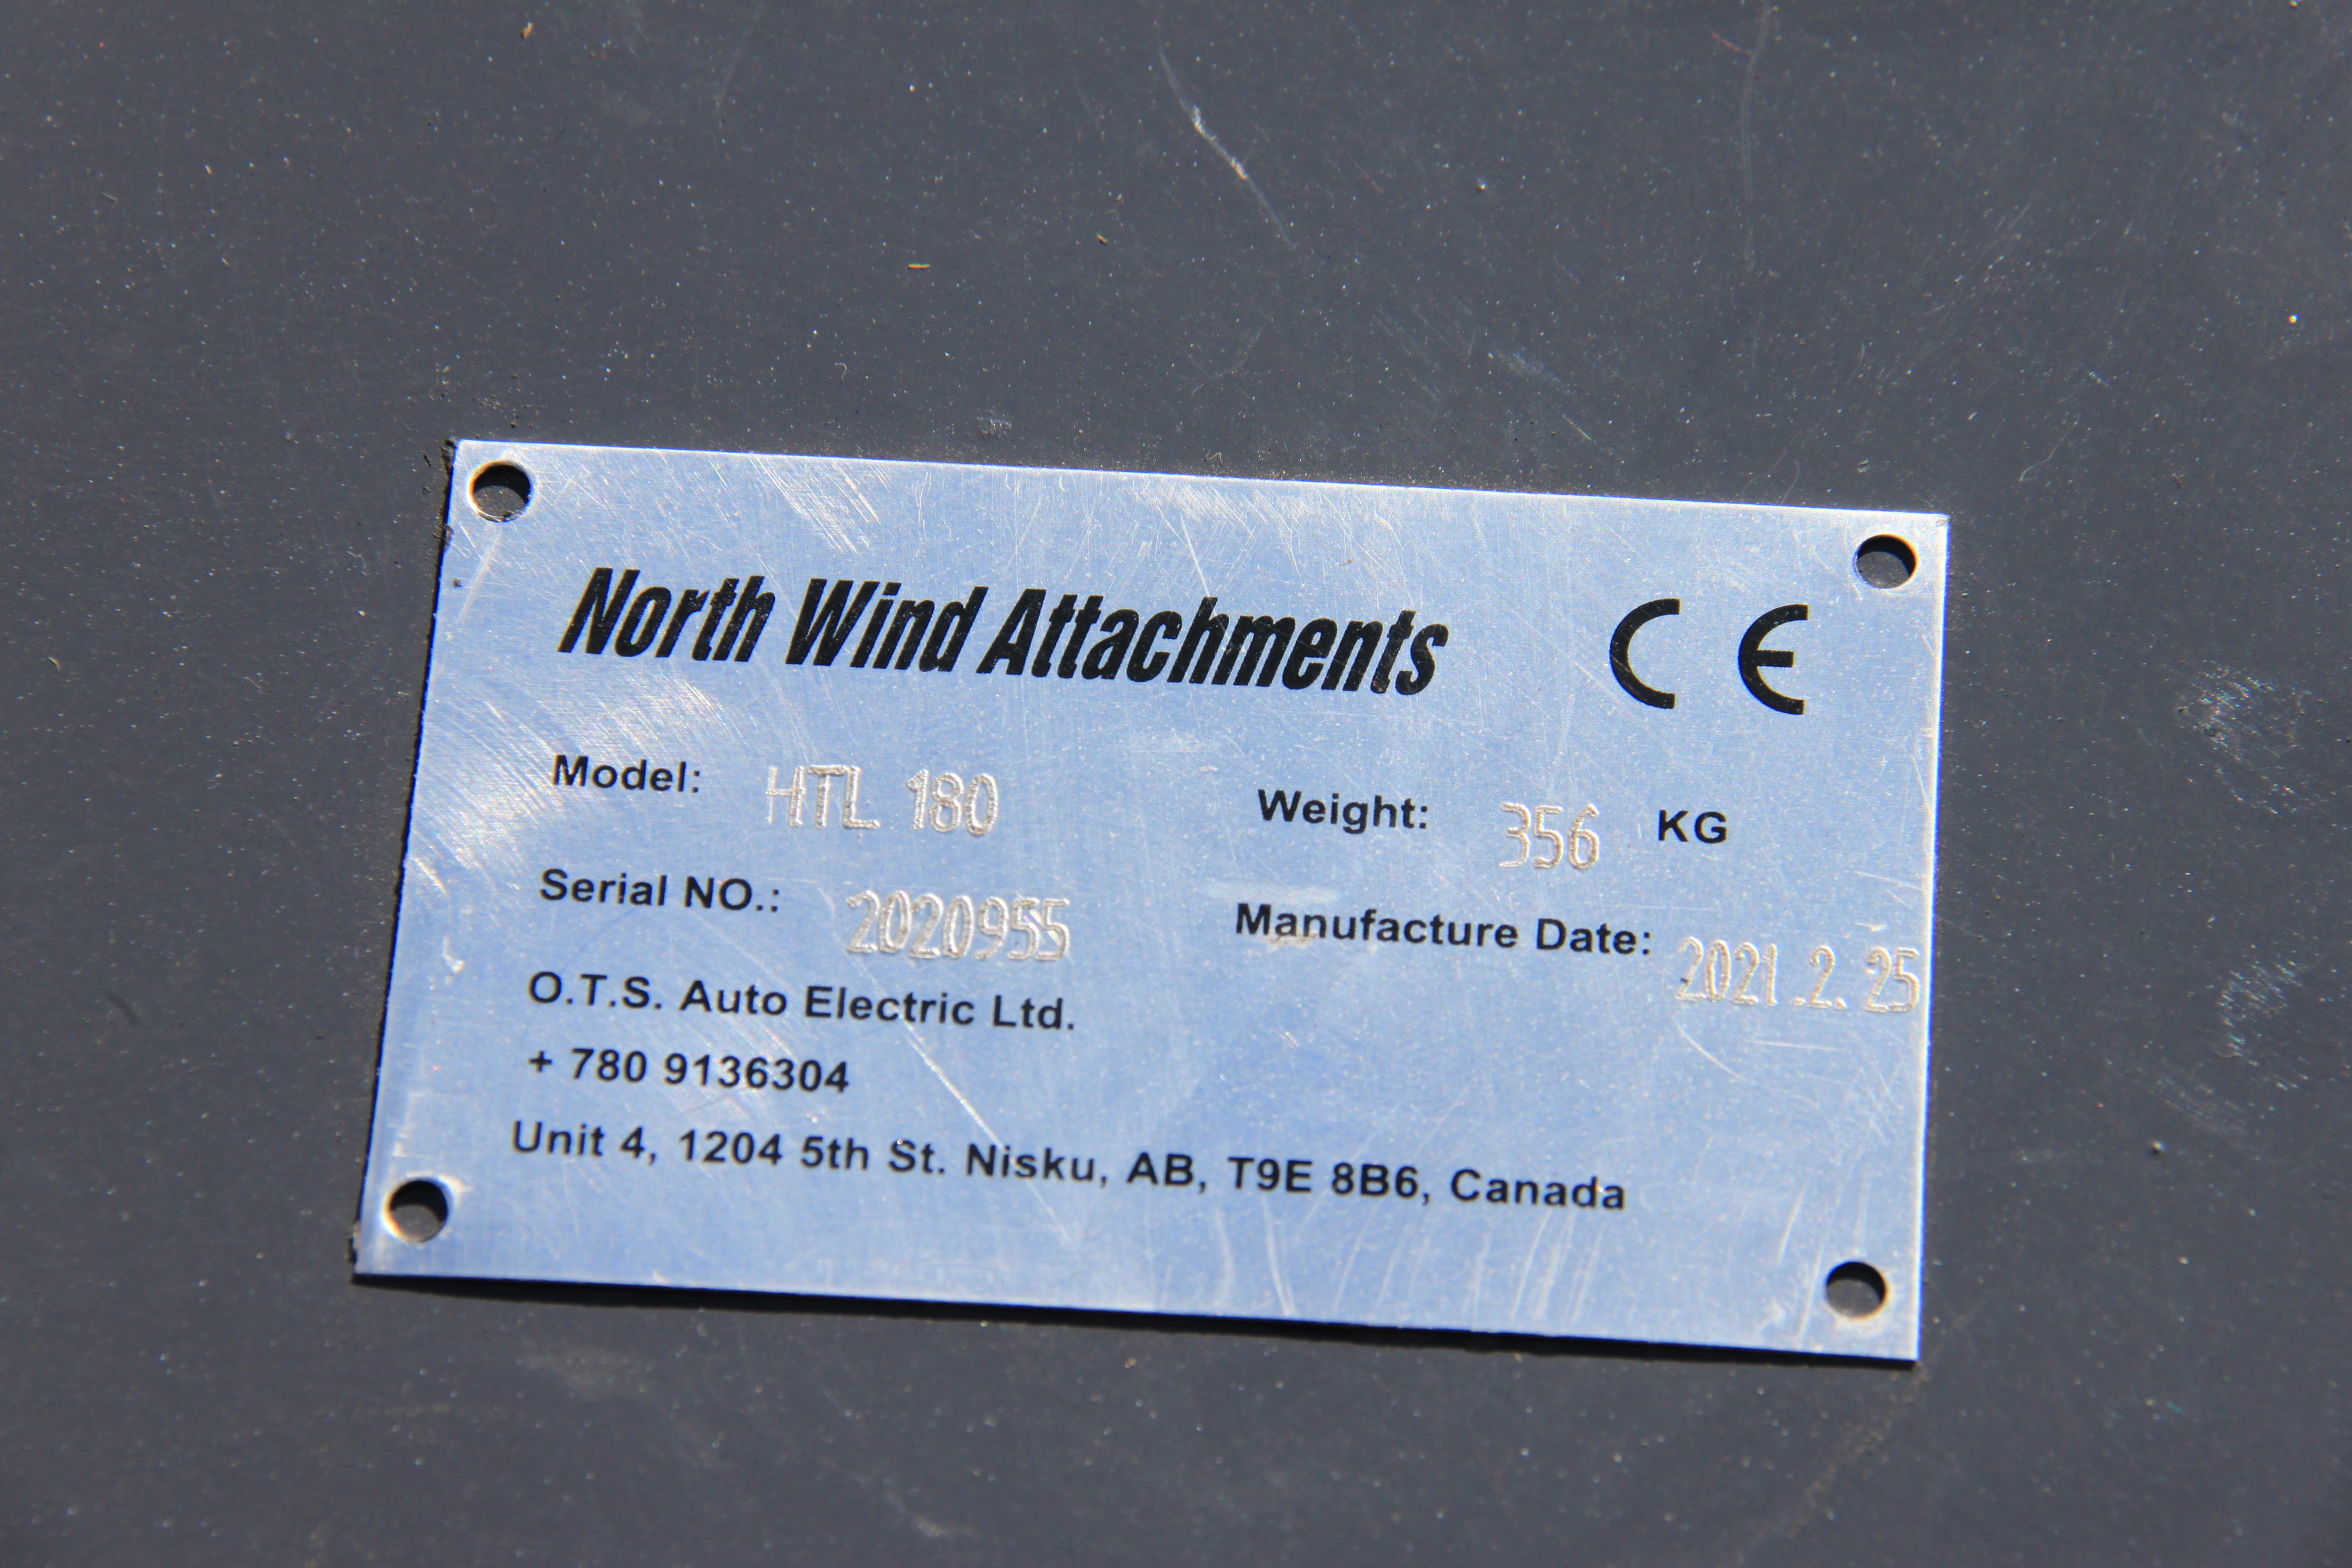 North Wind Attachments CE
Model: HTL 180 Weight: 356 KG
Serial NO.: 2020955 Manufacture Date: 2021.2.25
O.T.S. Auto Electric Ltd.
+ 780 9136304
Unit 4, 1204 5th St. Nisku, AB, T9E 8B6, Canada